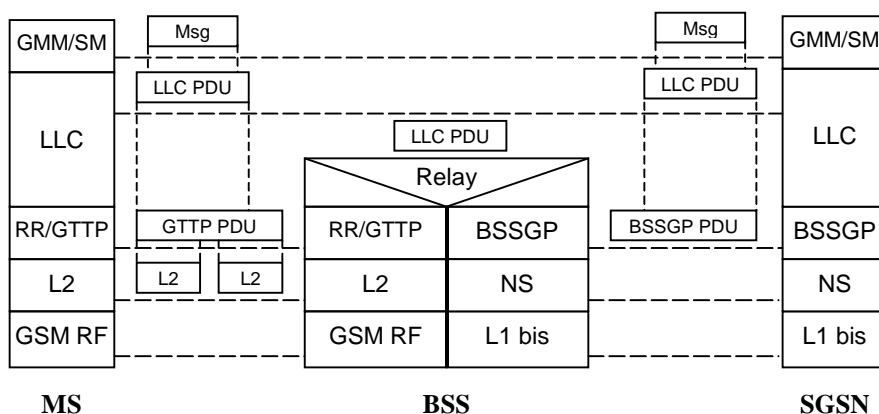 GMM/SM Msg Msg GMM/SM
LLC PDU LLC PDU
LLC LLC PDU LLC
Relay
RR/GTTP GTTP PDU RR/GTTP BSSGP BSSGP PDU BSSGP
L2 L2 L2 L2 NS NS
GSM RF GSM RF L1 bis L1 bis
MS BSS SGSN